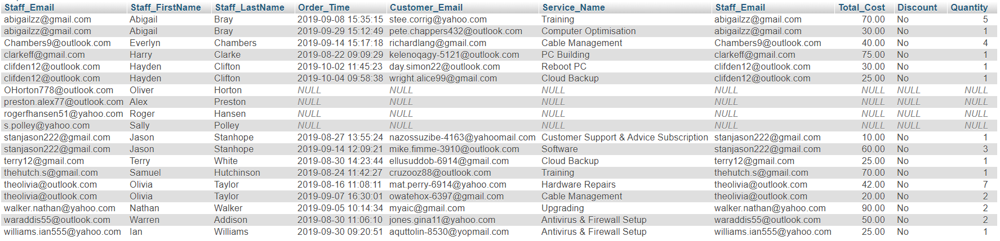 Staff_Email Staff_FirstName Staff_LastName Order_Time Customer_Email Service_Name Staff_Email Total_Cost Discount Quantity
abigailzz@gmail.com Abigail Bray 2019-09-08 15:35:15 stee.corrig@yahoo.com Training abigailzz@gmail.com 70.00 No 5
abigailzz@gmail.com Abigail Bray 2019-09-29 15:12:49 pete.chappers432@outlook.com Computer Optimisation abigailzz@gmail.com 30.00 No 1
Chambers9@outlook.com Everlyn Chambers 2019-09-14 15:17:18 richardlang@gmail.com Cable Management Chambers9@outlook.com 40.00 No 4
clarkeff@gmail.com Harry Clarke 2019-08-22 09:09:29 kelenoqagy-5121@outlook.com PC Building clarkeff@gmail.com 75.00 No 1
clifden12@outlook.com Hayden Clifton 2019-10-02 11:45:23 day.simon22@outlook.com Reboot PC clifden12@outlook.com 30.00 No 1
clifden12@outlook.com Hayden Clifton 2019-10-04 09:58:38 wright.alice99@gmail.com Cloud Backup clifden12@outlook.com 25.00 No 1
OHorton778@outlook.com Oliver Horton NULL NULL NULL NULL NULL NULL NULL
preston.alex77@outlook.com Alex Preston NULL NULL NULL NULL NULL NULL NULL
rogerfhansen51@yahoo.com Roger Hansen NULL NULL NULL NULL NULL NULL NULL
s.polley@yahoo.com Sally Polley NULL NULL NULL NULL NULL NULL NULL
stanjason222@gmail.com Jason Stanhope 2019-08-27 13:55:24 nazossuzibe-4163@yahoomail.com Customer Support & Advice Subscription stanjason222@gmail.com 10.00 No 1
stanjason222@gmail.com Jason Stanhope 2019-09-14 12:09:21 mike.fimme-3910@outlook.com Software stanjason222@gmail.com 60.00 No 3
terry12@gmail.com Terry White 2019-08-30 14:23:44 ellusuddob-6914@gmail.com Cloud Backup terry12@gmail.com 25.00 No 1
thehutch.s@gmail.com Samuel Hutchinson 2019-08-24 11:42:27 cruzooz88@outlook.com Training thehutch.s@gmail.com 70.00 No 1
theolivia@outlook.com Olivia Taylor 2019-08-16 11:08:11 mat.perry-6914@yahoo.com Hardware Repairs theolivia@outlook.com 42.00 No 7
theolivia@outlook.com Olivia Taylor 2019-09-07 16:30:01 owatehox-6397@gmail.com Cable Management theolivia@outlook.com 20.00 No 2
walker.nathan@yahoo.com Nathan Walker 2019-09-05 10:14:34 myaic@gmail.com Upgrading walker.nathan@yahoo.com 90.00 No 2
waraddis55@outlook.com Warren Addison 2019-08-30 11:06:10 jones.gina11@yahoo.com Antivirus & Firewall Setup waraddis55@outlook.com 50.00 No 2
williams.ian555@yahoo.com Ian Williams 2019-09-30 09:20:51 aquttolin-8530@yopmail.com Antivirus & Firewall Setup williams.ian555@yahoo.com 25.00 No 1